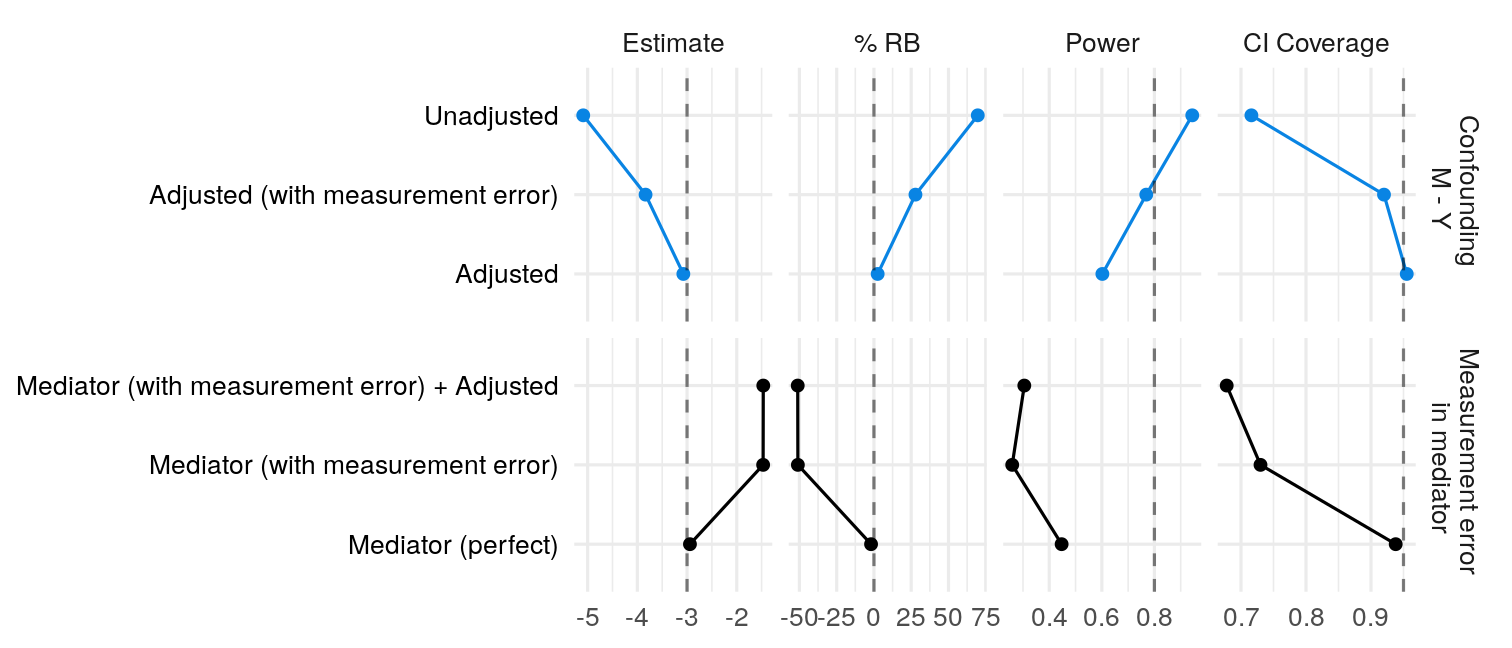 Estimate
% RB
Power
CI Coverage
Unadjusted
Adjusted (with measurement error)
Adjusted
Confounding
M - Y
Mediator (with measurement error) + Adjusted
Mediator (with measurement error)
Mediator (perfect)
Measurement error
in mediator
-5 -4 -3 -2
-50 -25 0 25 50 75
0.4 0.6 0.8
0.7 0.8 0.9